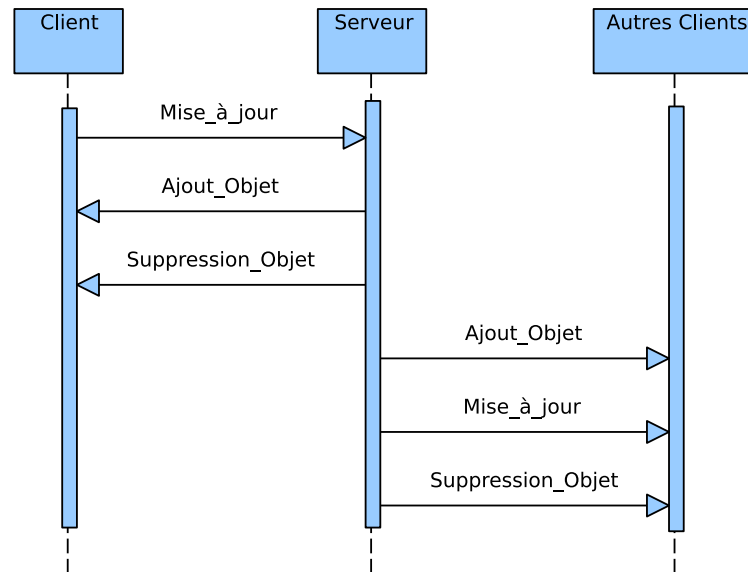 Client
Serveur
Autres Clients
Mise_à_jour
Ajout_Objet
Suppression_Objet
Ajout_Objet
Mise_à_jour
Suppression_Objet